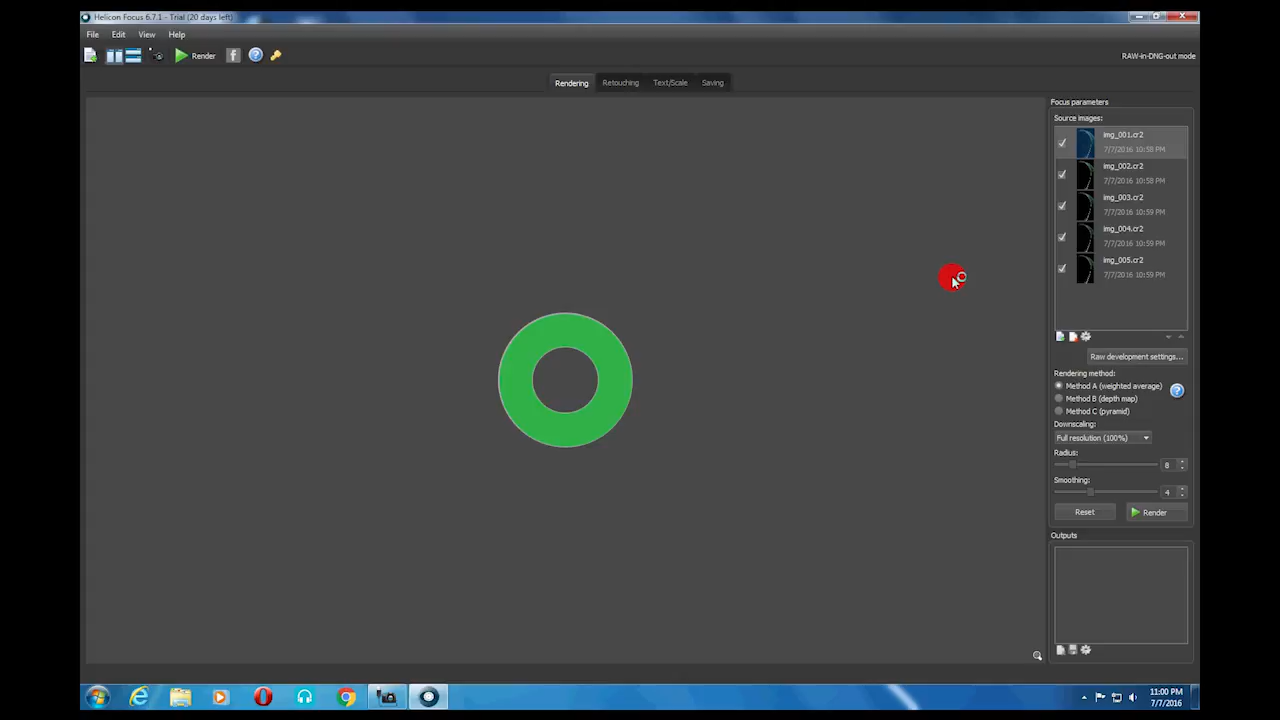 Helicon Focus 6.7.1 - Trial (20 days left)
File Edit View Help
Render
RAW-in-DNG-out mode
Rendering Retouching Text/Scale Saving
Focus parameters
Source images:
img_001.cr2
7/7/2016 10:58 PM
img_002.cr2
7/7/2016 10:58 PM
img_003.cr2
7/7/2016 10:59 PM
img_004.cr2
7/7/2016 10:59 PM
img_005.cr2
7/7/2016 10:59 PM
Raw development settings...
Rendering method:
Method A (weighted average)
Method B (depth map)
Method C (pyramid)
Downscaling:
Full resolution (100%)
Radius:
8
Smoothing:
4
Reset Render
Outputs
11:00 PM
7/7/2016